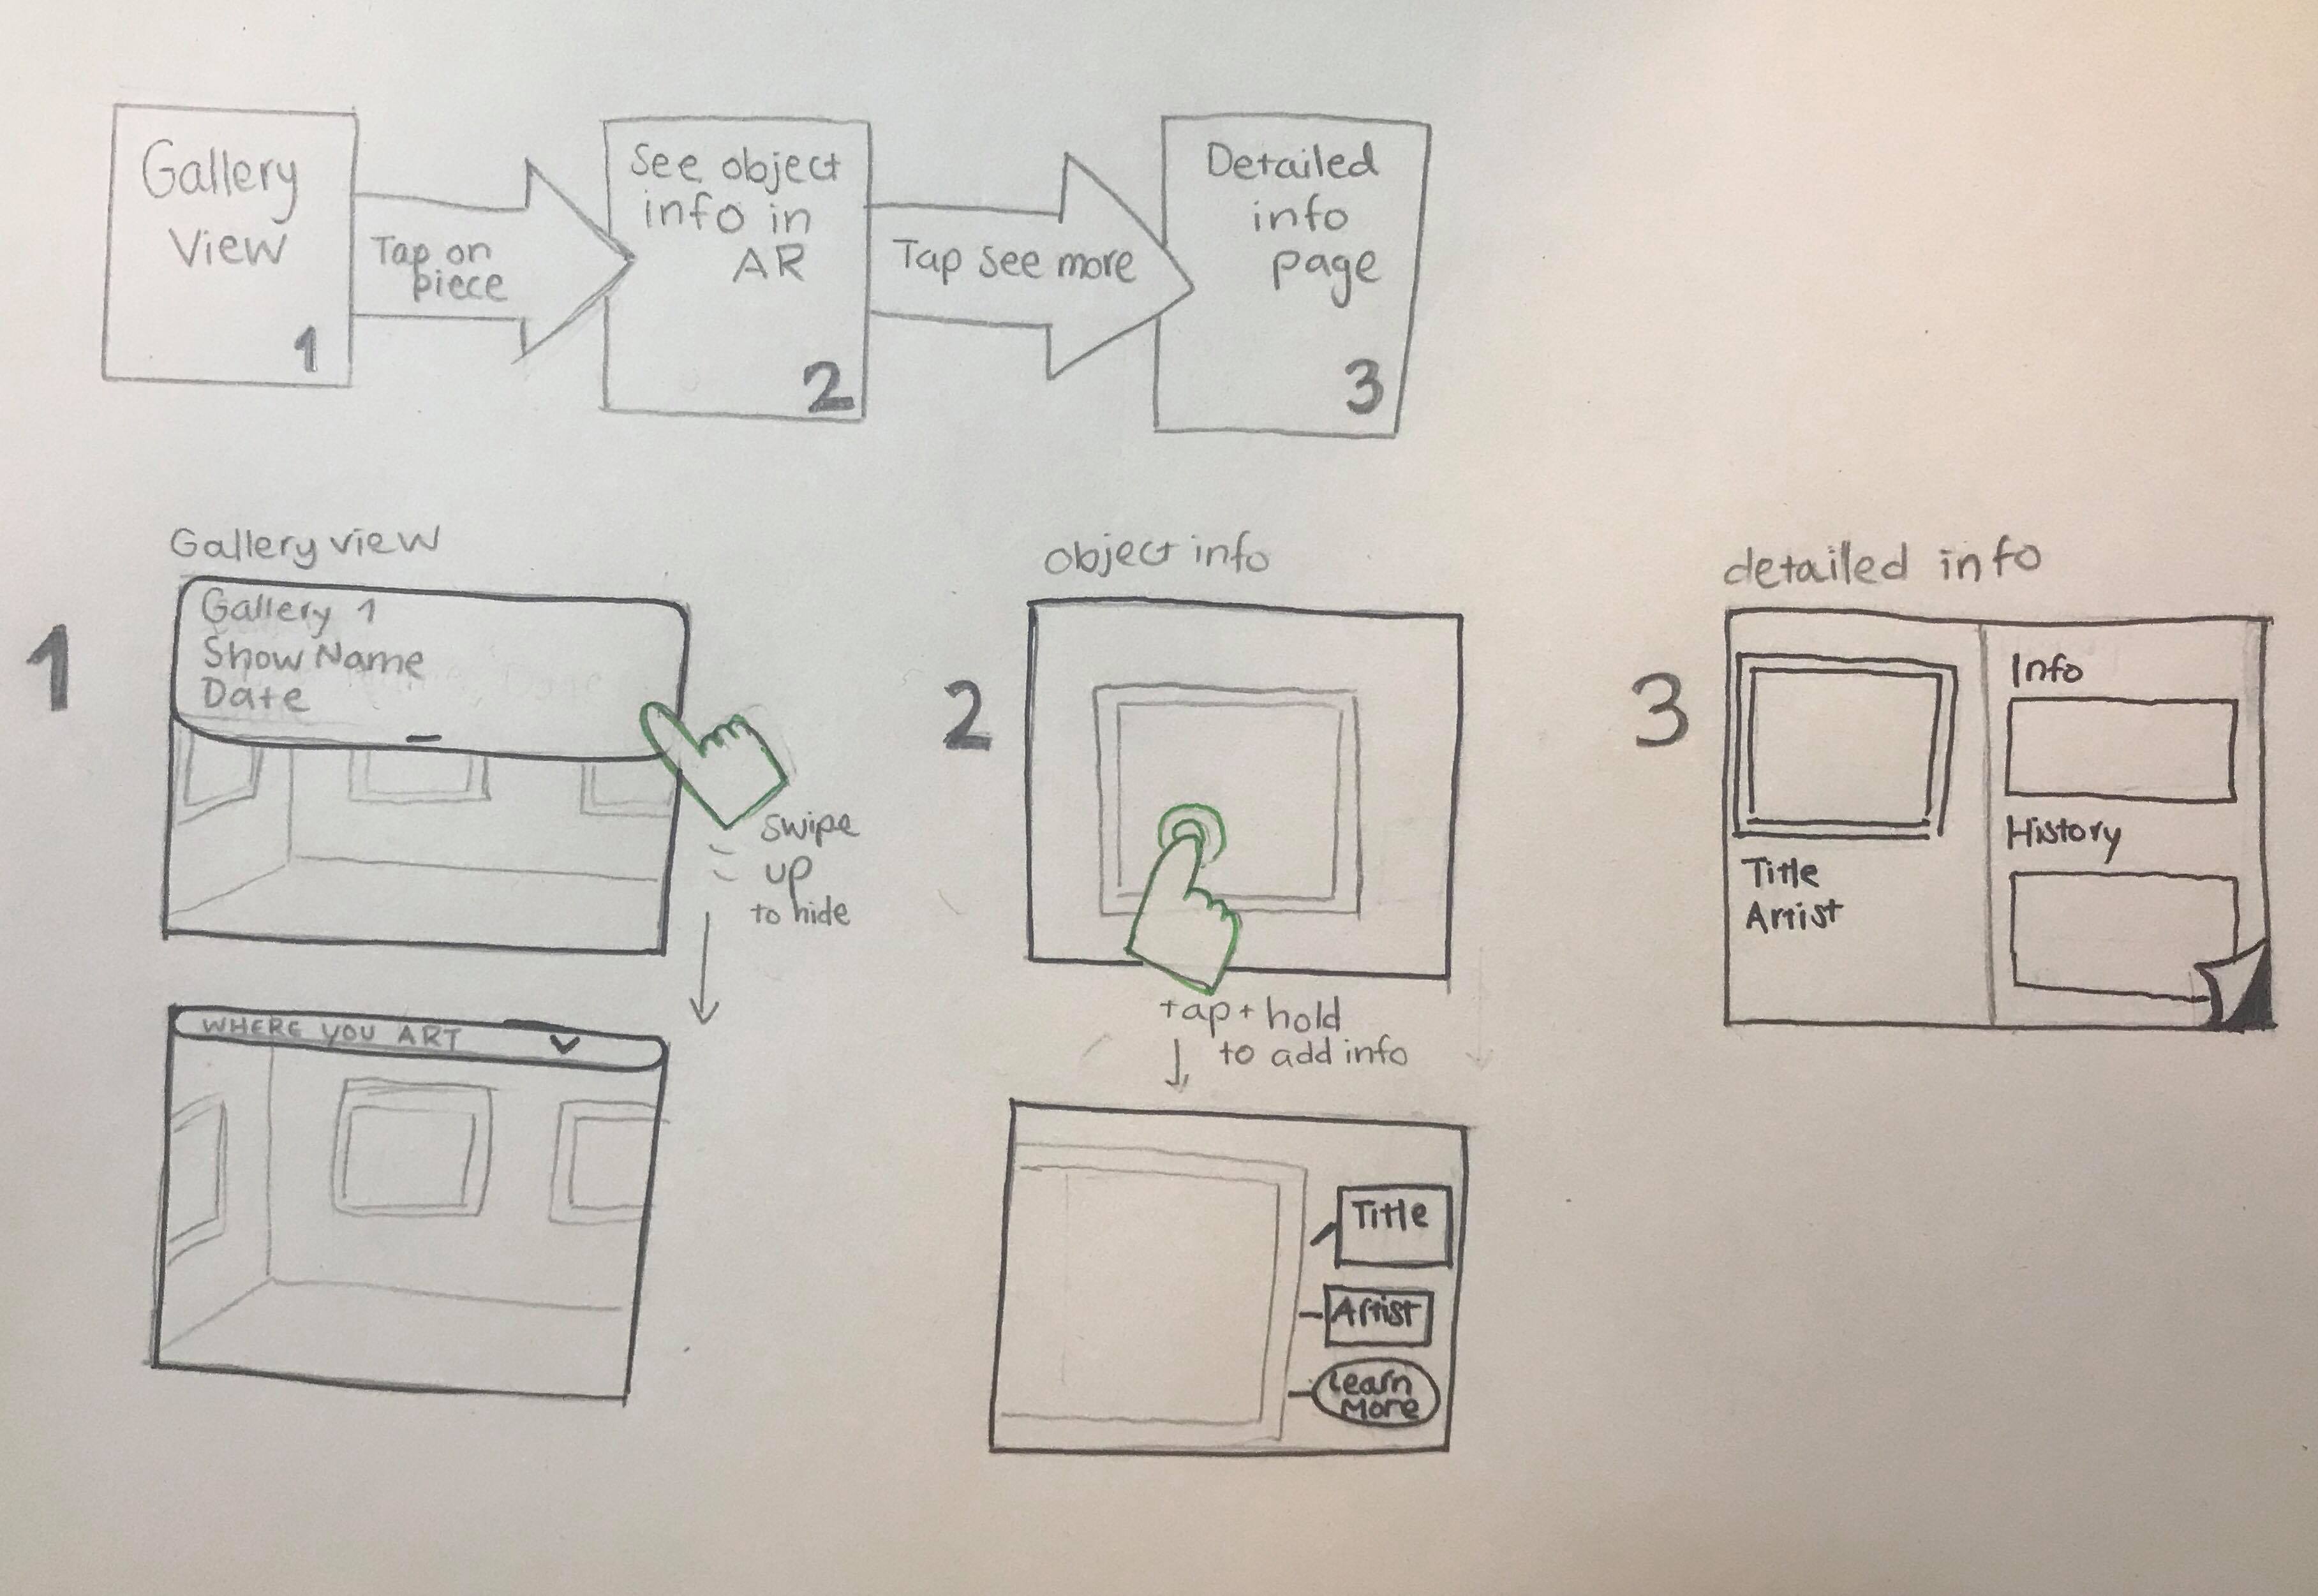 Gallery
View
1
Tap on
piece
See object
info in
AR
2
Tap See more
Detailed
info
page
3
Gallery view
1
Gallery 1
Show Name
Date
swipe
up
to hide
WHERE YOU ART
object info
2
tap + hold
to add info
Title
Artist
Learn
More
detailed info
3
Title
Artist
Info
History